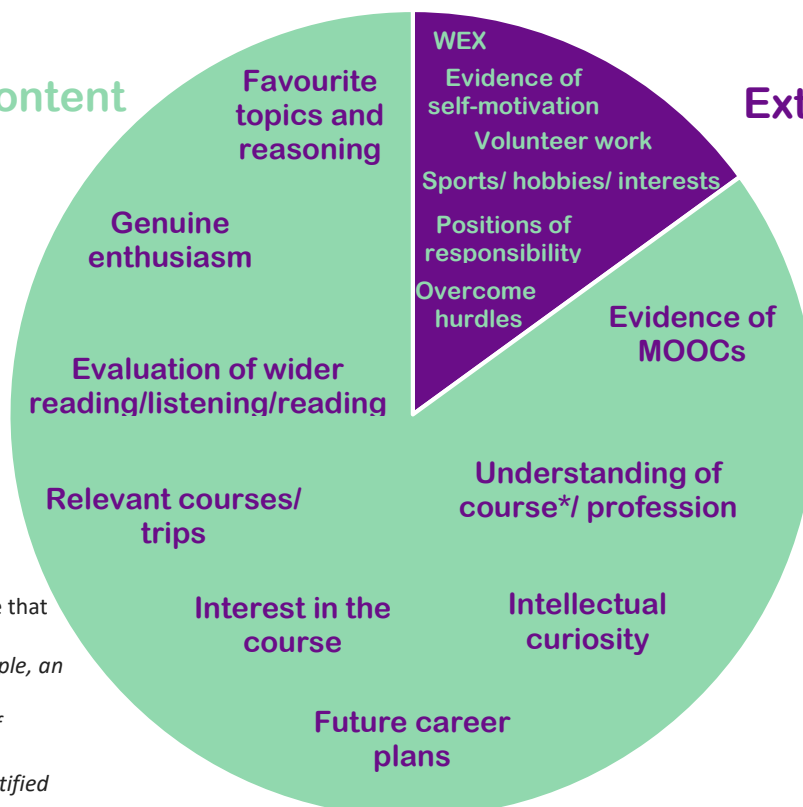 ontent
Ext
WEX
Evidence of
self-motivation
Volunteer work
Sports/ hobbies/ interests
Positions of
responsibility
Overcome
hurdles
Favourite
topics and
reasoning
Genuine
enthusiasm
Evaluation of wider
reading/listening/reading
Relevant courses/
trips
Interest in the
course
Future career
plans
Evidence of
MOOCs
Understanding of
course*/ profession
Intellectual
curiosity
that
ple, an
tified